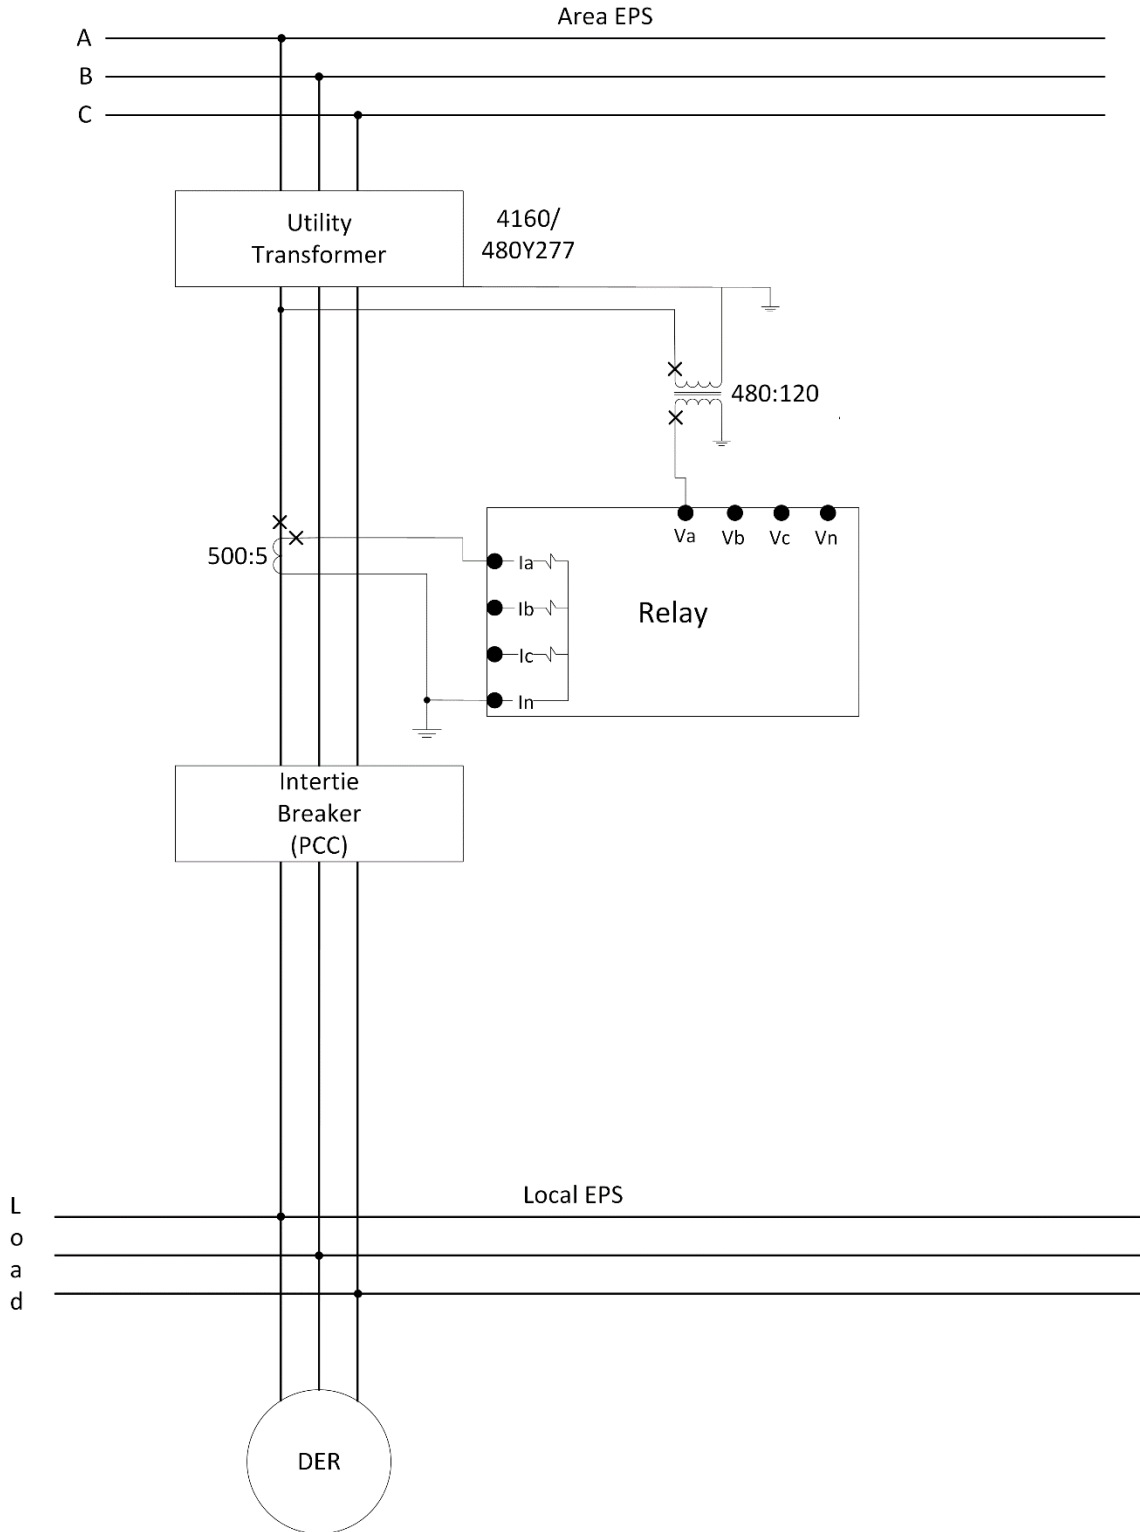 Area EPS
A
B
C
Utility
Transformer
4160/
480Y277
480:120
500:5
Va
Vb
Vc
Vn
Ia
Ib
Ic
In
Relay
Intertie
Breaker
(PCC)
Local EPS
L
o
a
d
DER